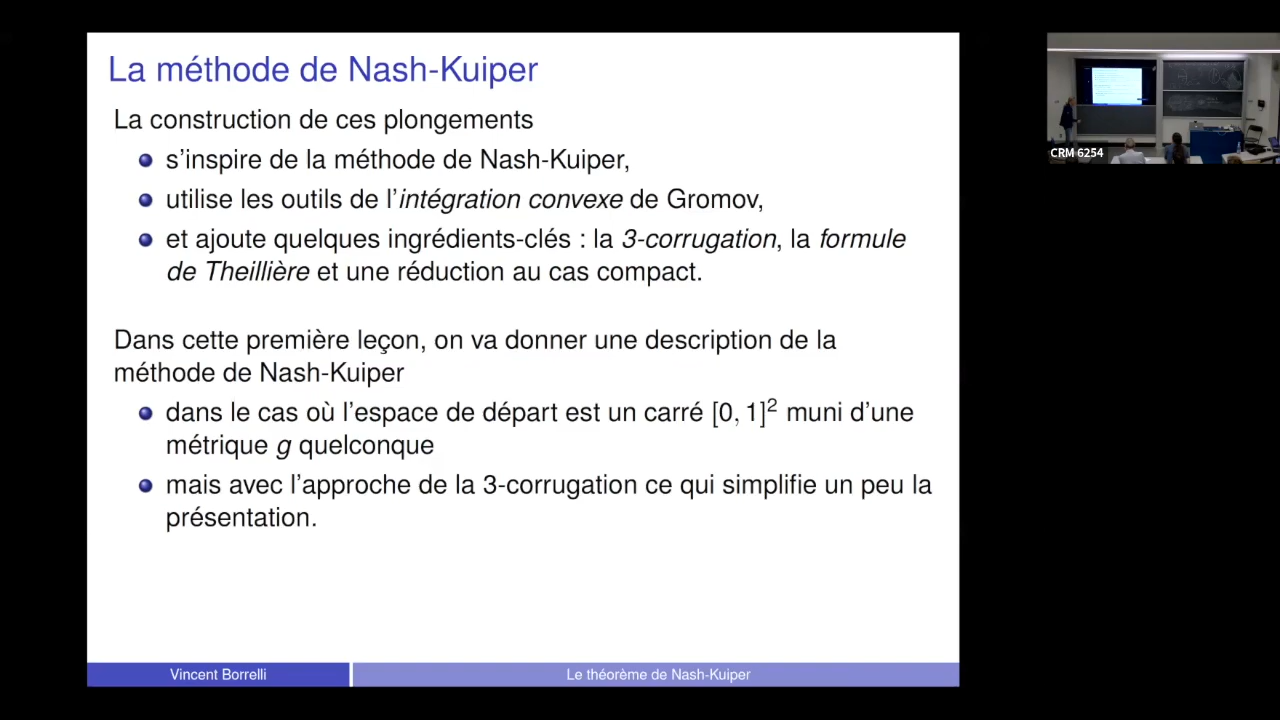 La méthode de Nash-Kuiper
La construction de ces plongements
s'inspire de la méthode de Nash-Kuiper,
utilise les outils de l'intégration convexe de Gromov,
et ajoute quelques ingrédients-clés : la 3-corrugation, la formule
de Theillière et une réduction au cas compact.
Dans cette première leçon, on va donner une description de la
méthode de Nash-Kuiper
dans le cas où l'espace de départ est un carré [0, 1]² muni d'une
métrique g quelconque
mais avec l'approche de la 3-corrugation ce qui simplifie un peu la
présentation.
Vincent Borrelli
Le théorème de Nash-Kuiper
CRM 6254